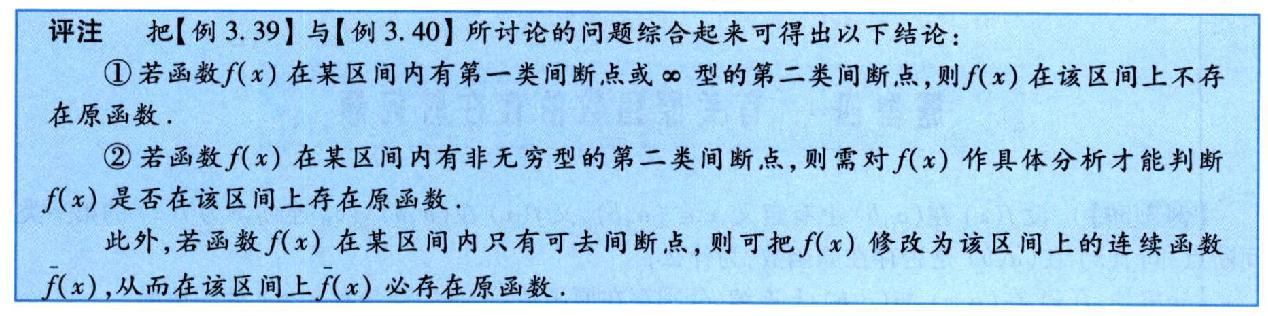 评注 把【例 3.39】与【例 3.40】所讨论的问题综合起来可得出以下结论:
①若函数f(x)在某区间内有第一类间断点或∞型的第二类间断点,则f(x)在该区间上不存
在原函数.
②若函数f(x)在某区间内有非无穷型的第二类间断点,则需对f(x)作具体分析才能判断
f(x)是否在该区间上存在原函数.
此外,若函数f(x)在某区间内只有可去间断点,则可把f(x)修改为该区间上的连续函数
f̄(x),从而在该区间上f̄(x)必存在原函数.